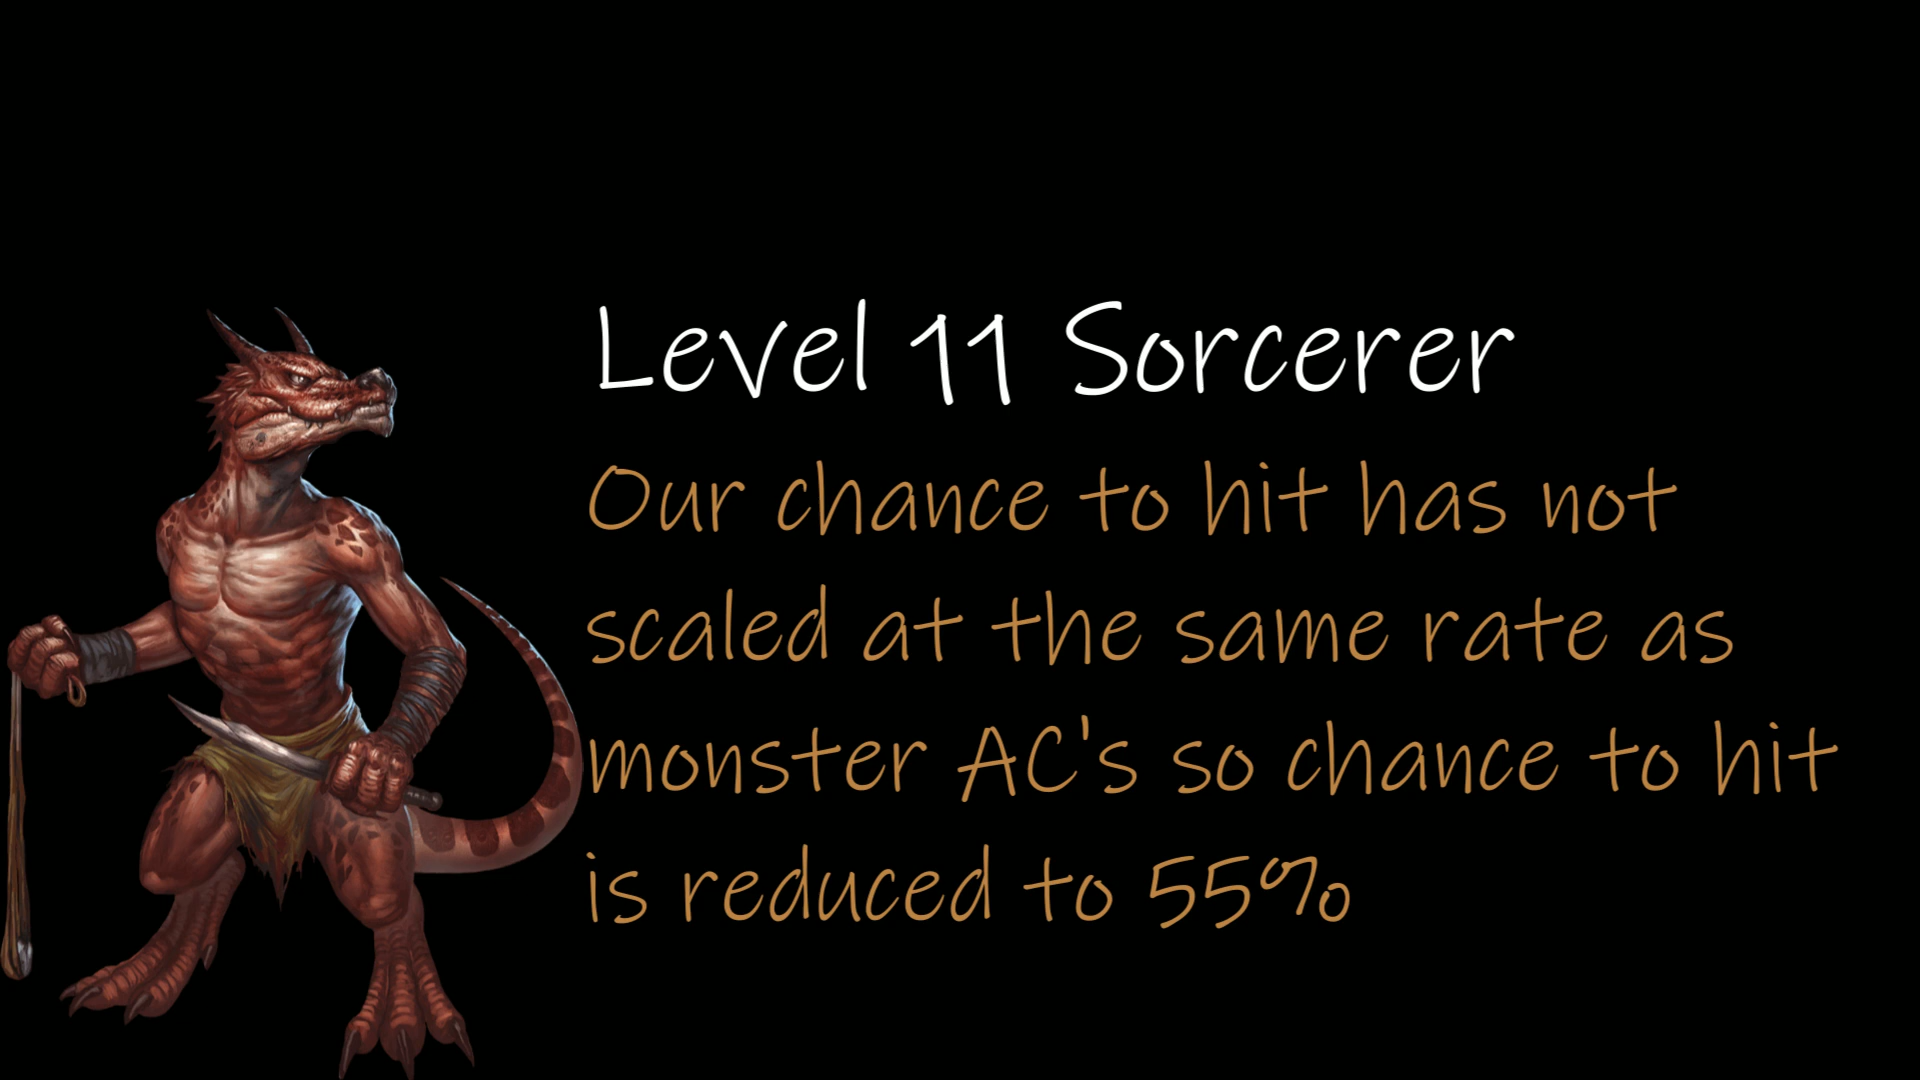 Level 11 Sorcerer
Our chance to hit has not
scaled at the same rate as
monster AC's so chance to hit
is reduced to 55%